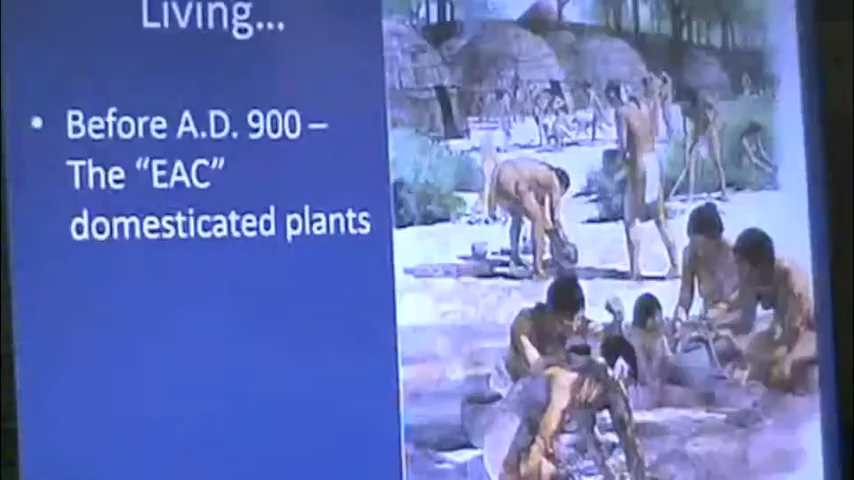 Living...
• Before A.D. 900 –
The “EAC”
domesticated plants